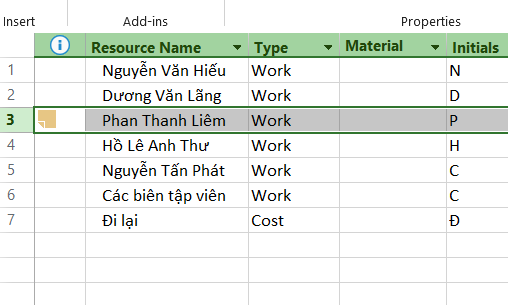 Insert Add-ins Properties
Resource Name Type Material Initials
1 Nguyễn Văn Hiếu Work N
2 Dương Văn Lãng Work D
3 Phan Thanh Liêm Work P
4 Hồ Lê Anh Thư Work H
5 Nguyễn Tấn Phát Work C
6 Các biên tập viên Work C
7 Đi lại Cost Đ